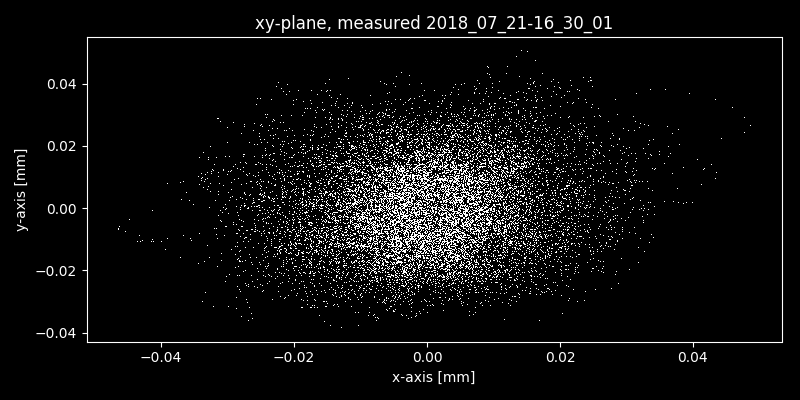 xy-plane, measured 2018_07_21-16_30_01
0.04
0.02
0.00
−0.02
−0.04
y-axis [mm]
−0.04 −0.02 0.00 0.02 0.04
x-axis [mm]